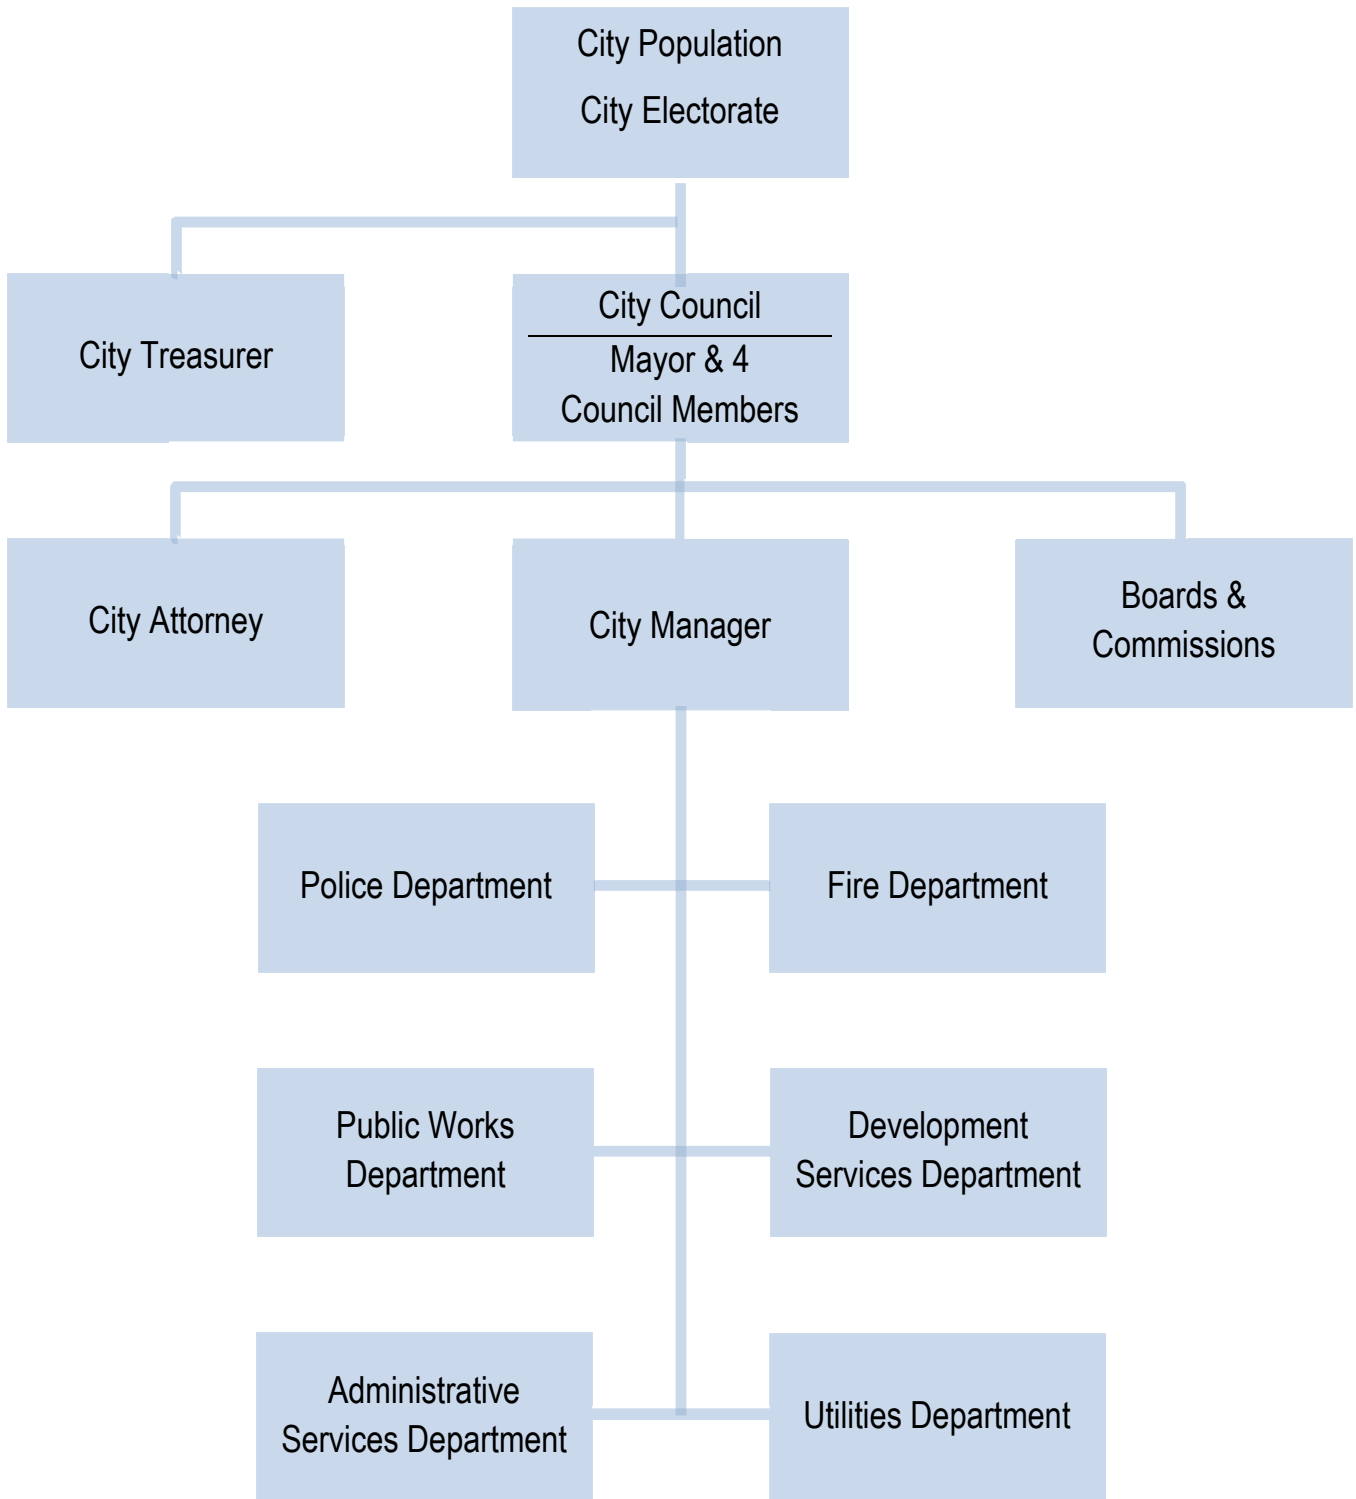 City Population
City Electorate
City Treasurer
City Council
Mayor & 4
Council Members
City Attorney
City Manager
Boards &
Commissions
Police Department
Fire Department
Public Works
Department
Development
Services Department
Administrative
Services Department
Utilities Department